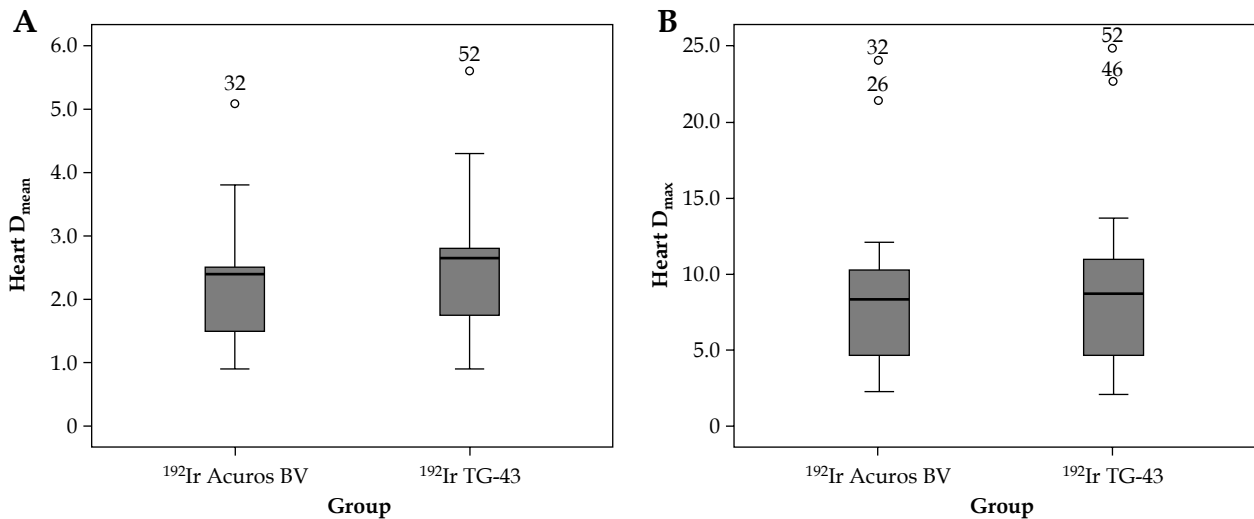 A
Heart D_mean
6.0
5.0
4.0
3.0
2.0
1.0
0
32
52
¹⁹²Ir Acuros BV
¹⁹²Ir TG-43
Group
B
Heart D_max
25.0
20.0
15.0
10.0
5.0
0
32
26
52
46
¹⁹²Ir Acuros BV
¹⁹²Ir TG-43
Group